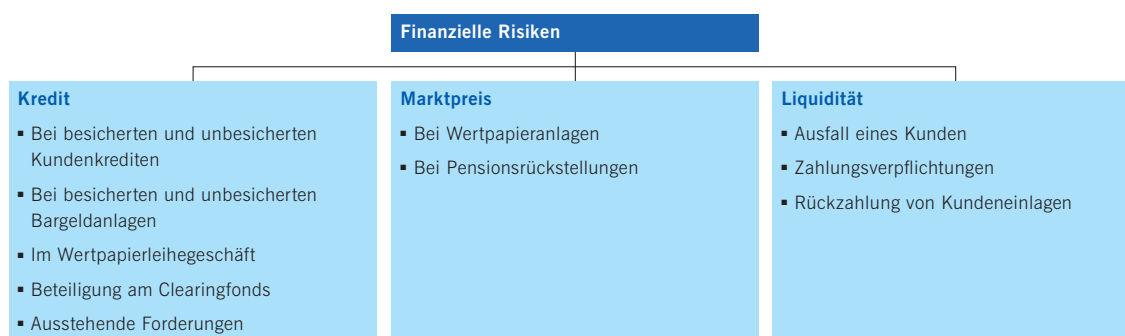 Finanzielle Risiken
Kredit
▪ Bei besicherten und unbesicherten
Kundenkrediten
▪ Bei besicherten und unbesicherten
Bargeldanlagen
▪ Im Wertpapierleihegeschäft
▪ Beteiligung am Clearingfonds
▪ Ausstehende Forderungen
Marktpreis
▪ Bei Wertpapieranlagen
▪ Bei Pensionsrückstellungen
Liquidität
▪ Ausfall eines Kunden
▪ Zahlungsverpflichtungen
▪ Rückzahlung von Kundeneinlagen